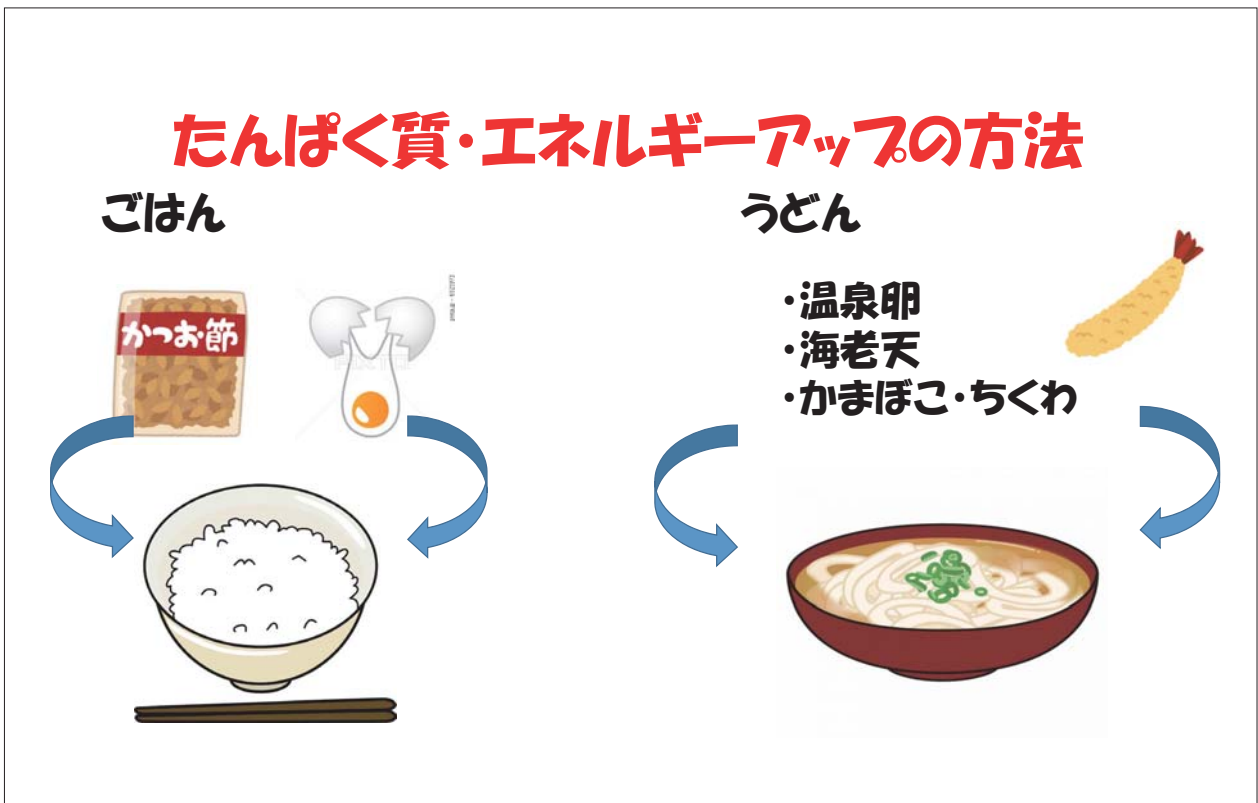 たんぱく質・エネルギーアップの方法
ごはん
うどん
かつお節
・温泉卵
・海老天
・かまぼこ・ちくわ